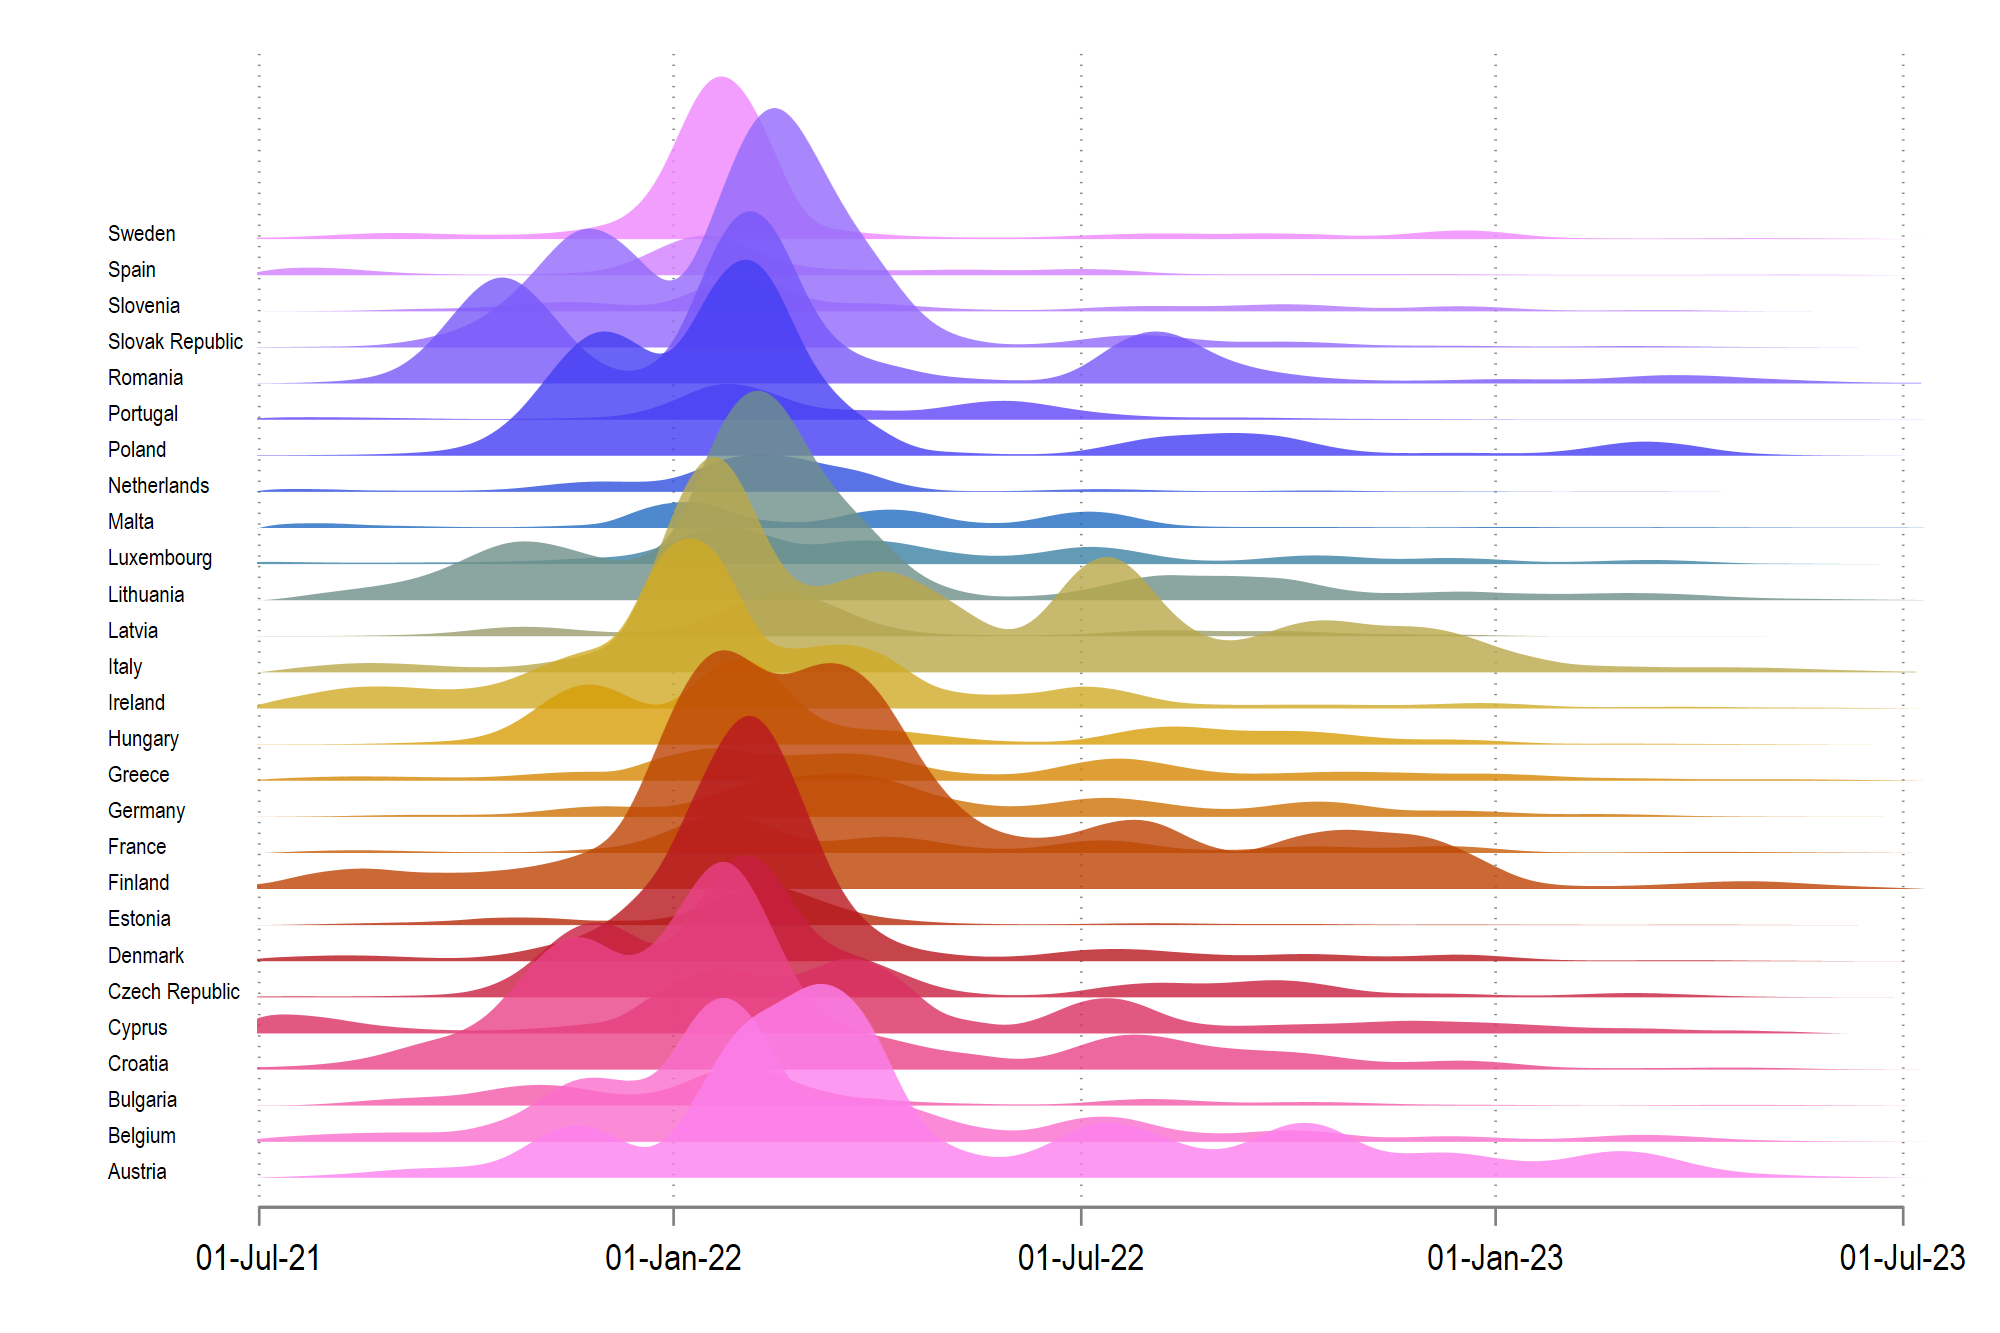 Sweden
Spain
Slovenia
Slovak Republic
Romania
Portugal
Poland
Netherlands
Malta
Luxembourg
Lithuania
Latvia
Italy
Ireland
Hungary
Greece
Germany
France
Finland
Estonia
Denmark
Czech Republic
Cyprus
Croatia
Bulgaria
Belgium
Austria
01-Jul-21 01-Jan-22 01-Jul-22 01-Jan-23 01-Jul-23